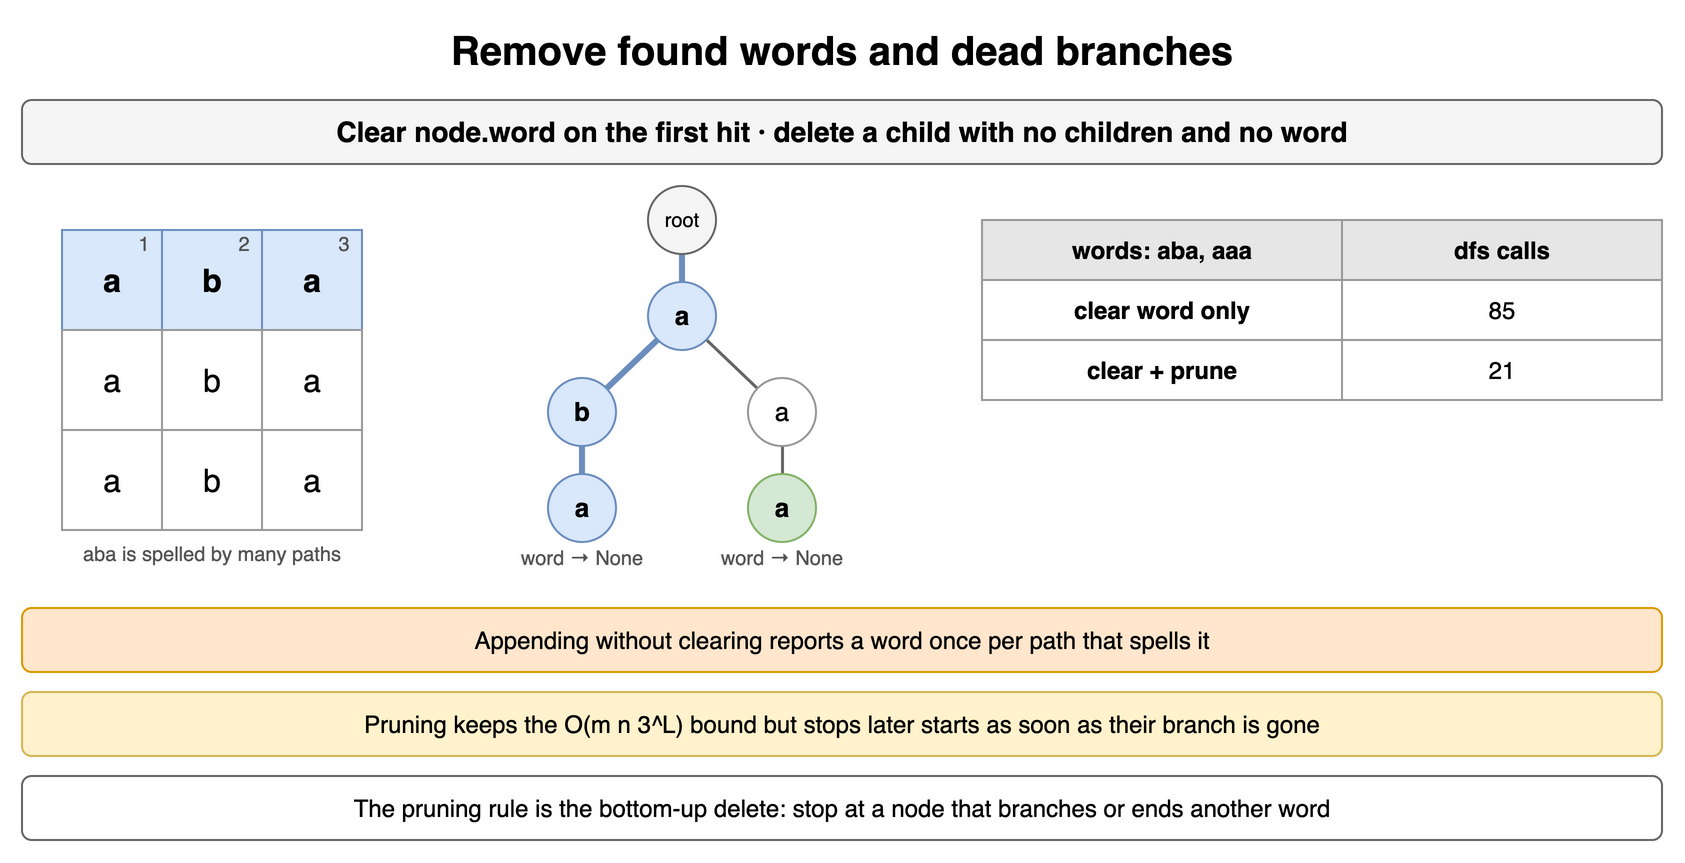 Remove found words and dead branches
Clear node.word on the first hit · delete a child with no children and no word
1 2 3
a b a
a b a
a b a
aba is spelled by many paths
root
a
b a
a a
word → None word → None
words: aba, aaa dfs calls
clear word only 85
clear + prune 21
Appending without clearing reports a word once per path that spells it
Pruning keeps the O(m n 3^L) bound but stops later starts as soon as their branch is gone
The pruning rule is the bottom-up delete: stop at a node that branches or ends another word